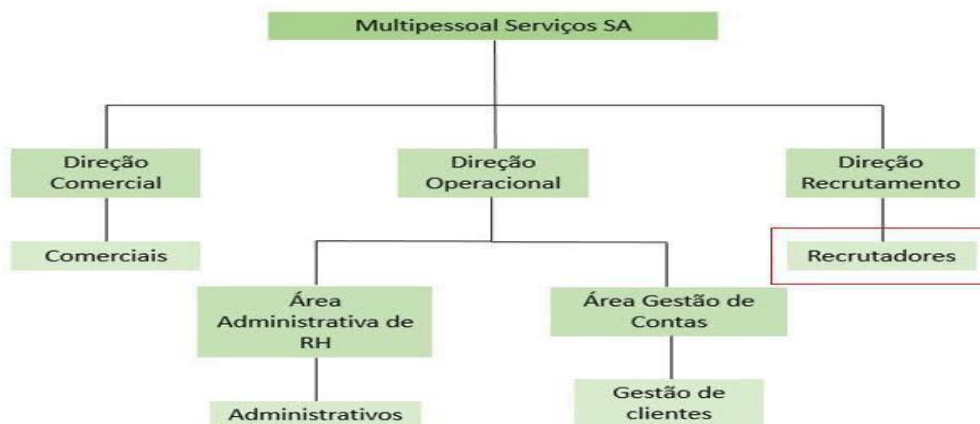 Multipessoal Serviços SA
Direção
Comercial
Direção
Operacional
Direção
Recrutamento
Comerciais
Recrutadores
Área
Administrativa de
RH
Área Gestão de
Contas
Administrativos
Gestão de
clientes